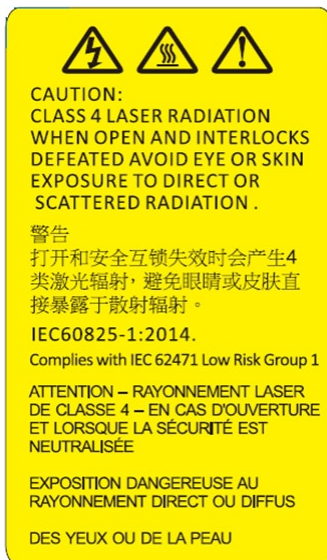 CAUTION:
CLASS 4 LASER RADIATION
WHEN OPEN AND INTERLOCKS
DEFEATED AVOID EYE OR SKIN
EXPOSURE TO DIRECT OR
SCATTERED RADIATION .
警告
打开和安全互锁失效时会产生4
类激光辐射，避免眼睛或皮肤直
接暴露于散射辐射。
IEC60825-1:2014.
Complies with IEC 62471 Low Risk Group 1
ATTENTION – RAYONNEMENT LASER
DE CLASSE 4 – EN CAS D'OUVERTURE
ET LORSQUE LA SÉCURITÉ EST
NEUTRALISÉE
EXPOSITION DANGEREUSE AU
RAYONNEMENT DIRECT OU DIFFUS
DES YEUX OU DE LA PEAU